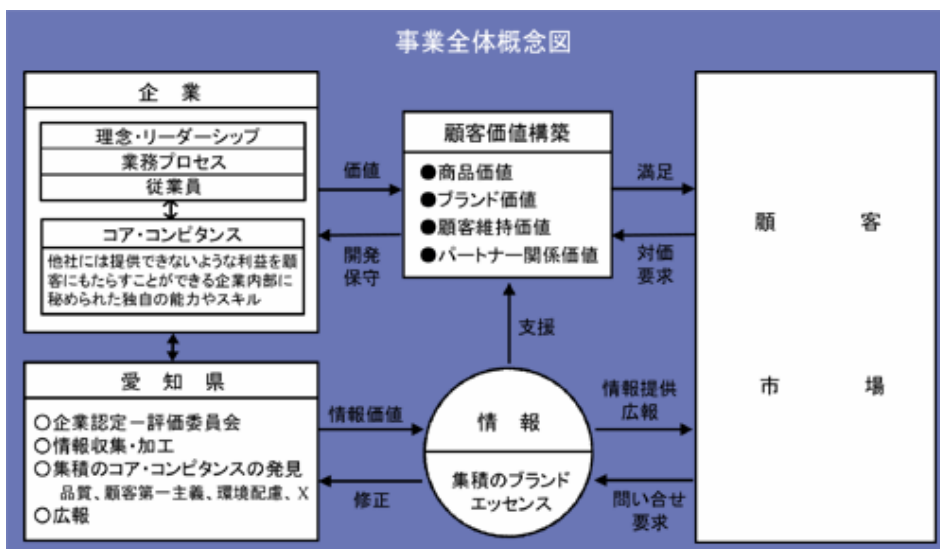 事業全体概念図
企業
理念・リーダーシップ
業務プロセス
従業員
コア・コンピタンス
他社には提供できないような利益を顧
客にもたらすことができる企業内部に
秘められた独自の能力やスキル
価値
開発
保守
顧客価値構築
●商品価値
●ブランド価値
●顧客維持価値
●パートナー関係価値
満足
対価
要求
顧客
市場
支援
愛知県
○企業認定－評価委員会
○情報収集・加工
○集積のコア・コンピタンスの発見
品質、顧客第一主義、環境配慮、X
○広報
情報価値
修正
情報
集積のブランド
エッセンス
情報提供
広報
問い合せ
要求